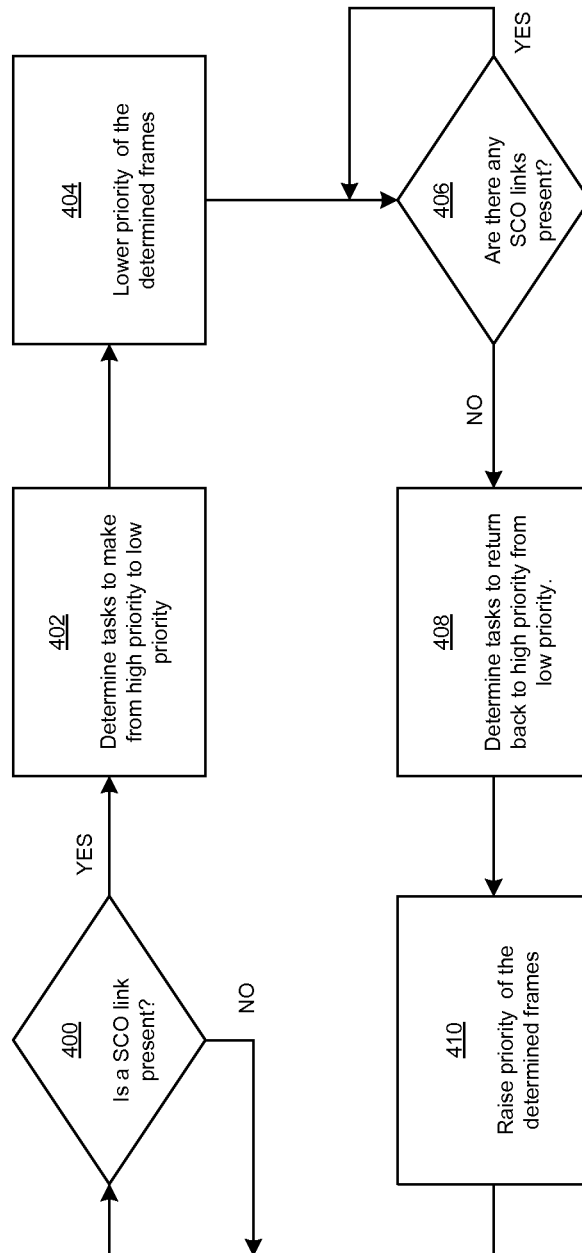 400
Is a SCO link
present?
YES
NO
402
Determine tasks to make
from high priority to low
priority
404
Lower priority of the
determined frames
406
Are there any
SCO links
present?
YES
NO
408
Determine tasks to return
back to high priority from
low priority.
410
Raise priority of the
determined frames